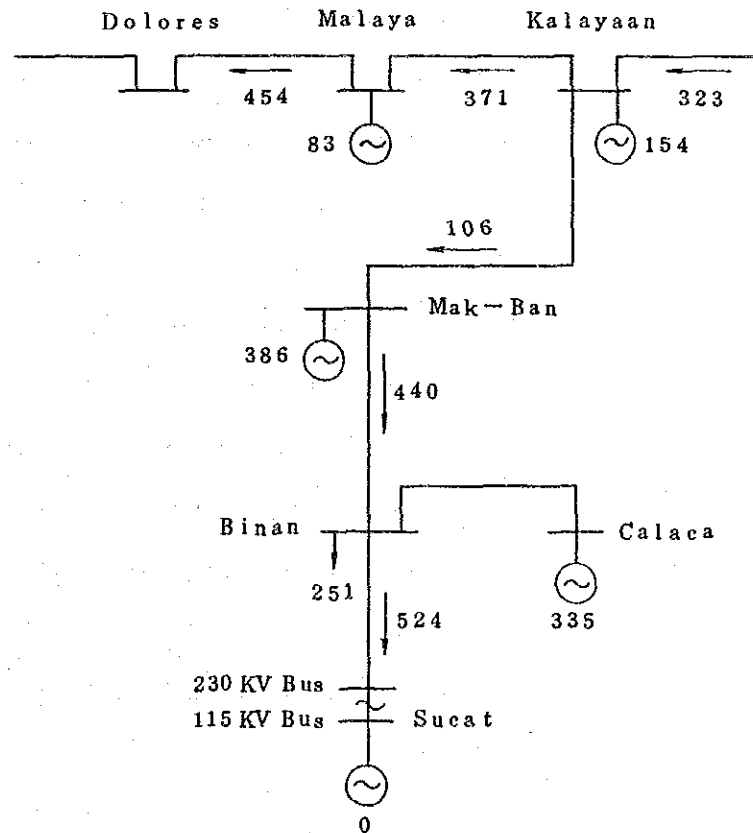 Dolores
Malaya
Kalayaan
454
371
323
83
154
106
Mak-Ban
386
440
Binan
Calaca
251
524
335
230 KV Bus
115 KV Bus
Sucat
0